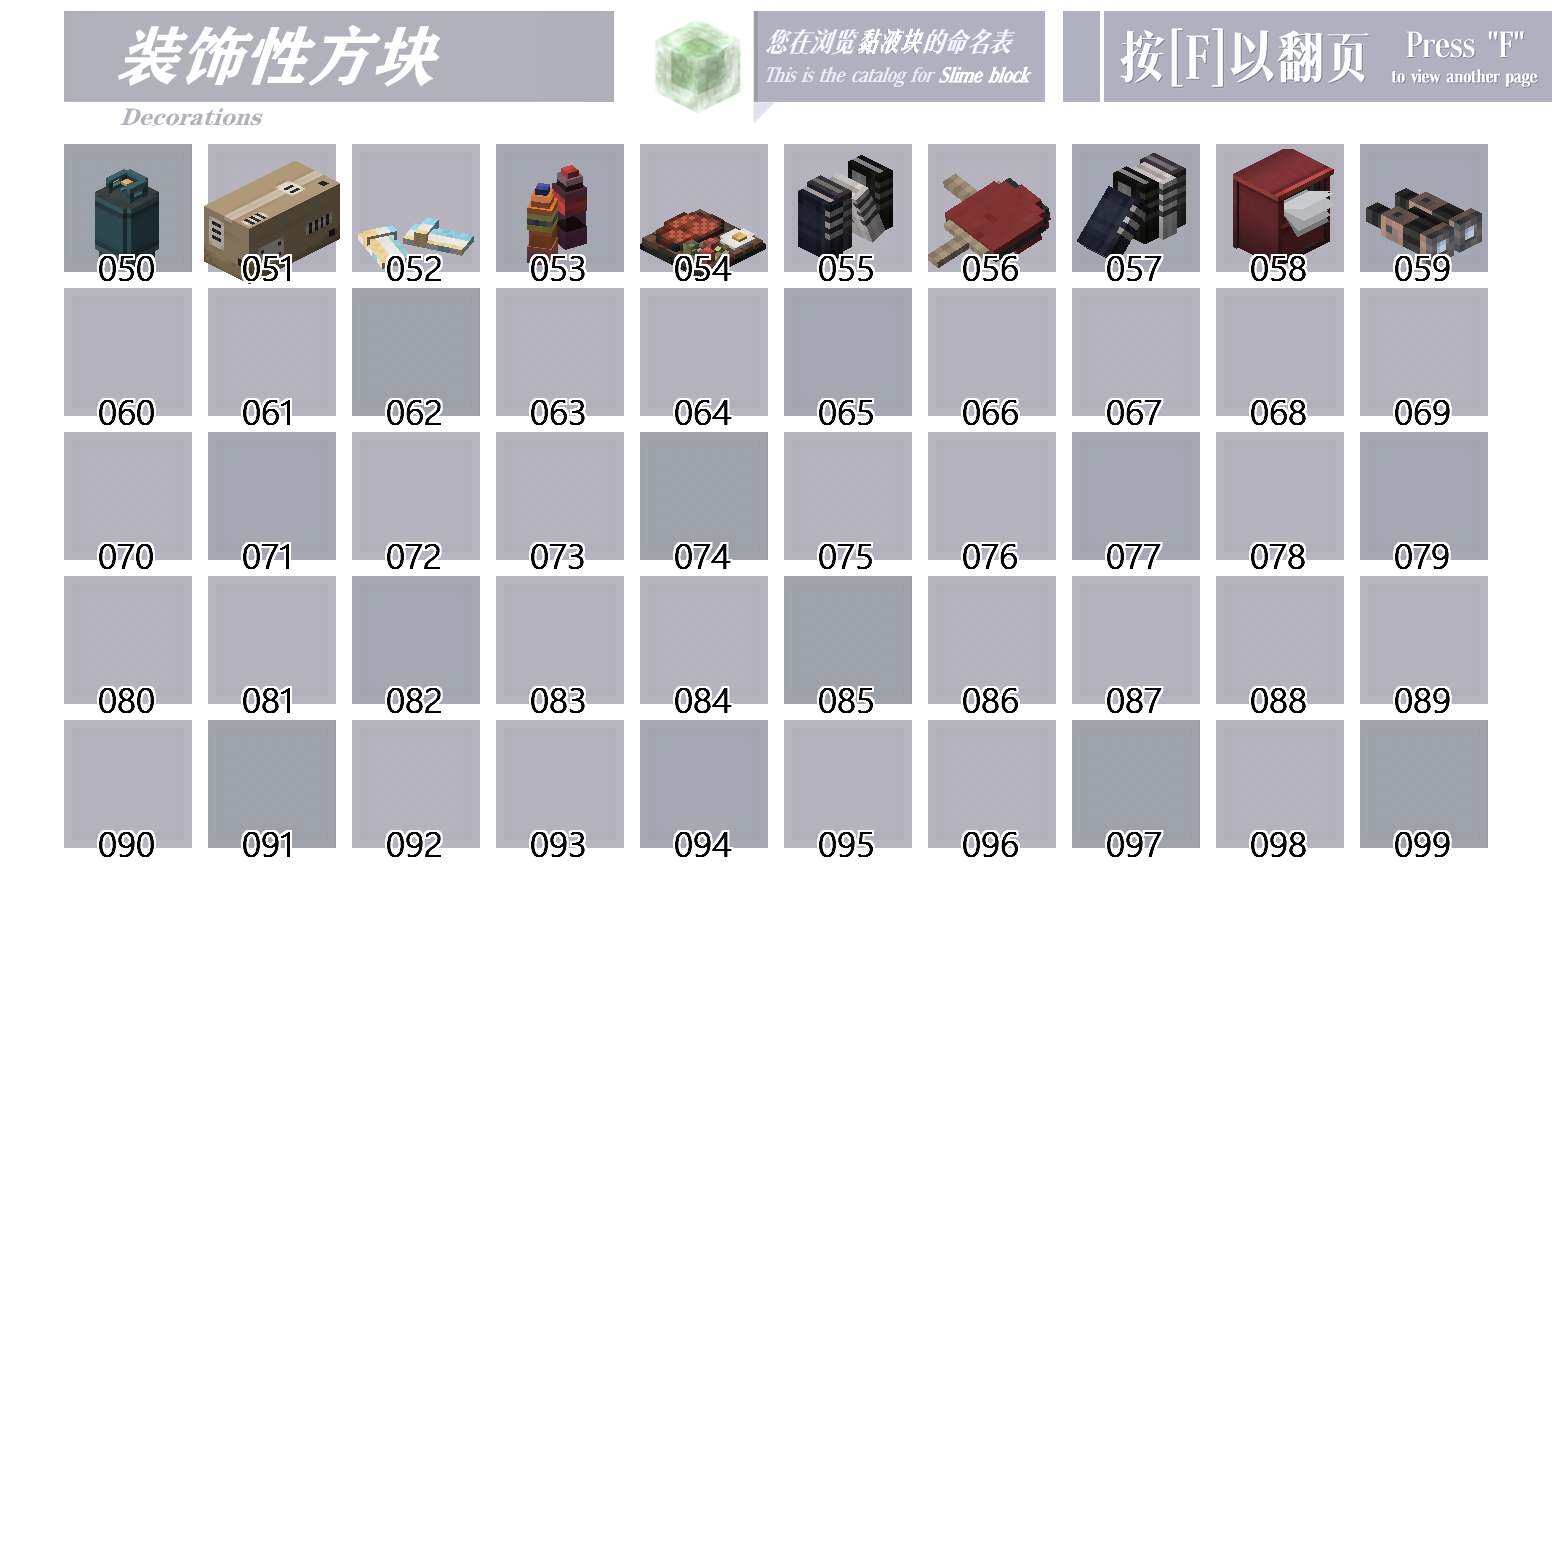 装饰性方块
Decorations
您在浏览黏液块的命名表
This is the catalog for Slime block
按[F]以翻页
Press "F"
to view another page
050 051 052 053 054 055 056 057 058 059
060 061 062 063 064 065 066 067 068 069
070 071 072 073 074 075 076 077 078 079
080 081 082 083 084 085 086 087 088 089
090 091 092 093 094 095 096 097 098 099